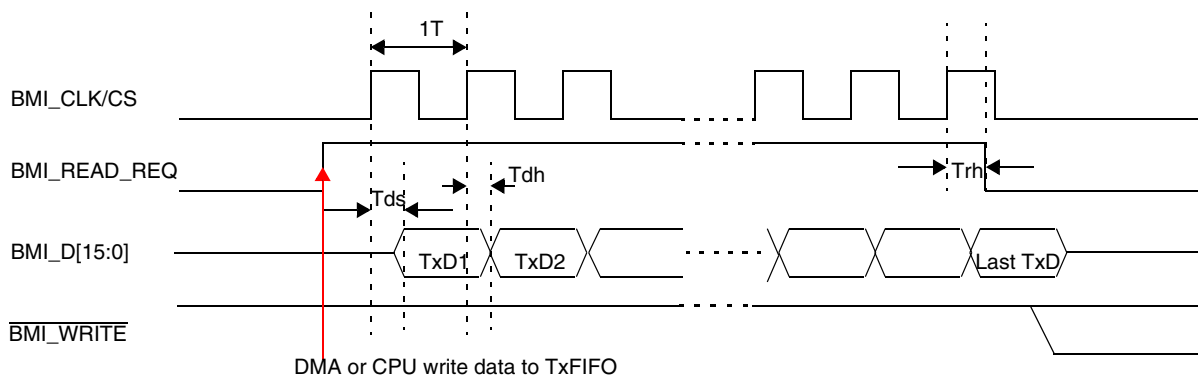 1T
BMI_CLK/CS
BMI_READ_REQ
Tds
Tdh
Trh
BMI_D[15:0]
TxD1
TxD2
Last TxD
BMI_WRITE
DMA or CPU write data to TxFIFO